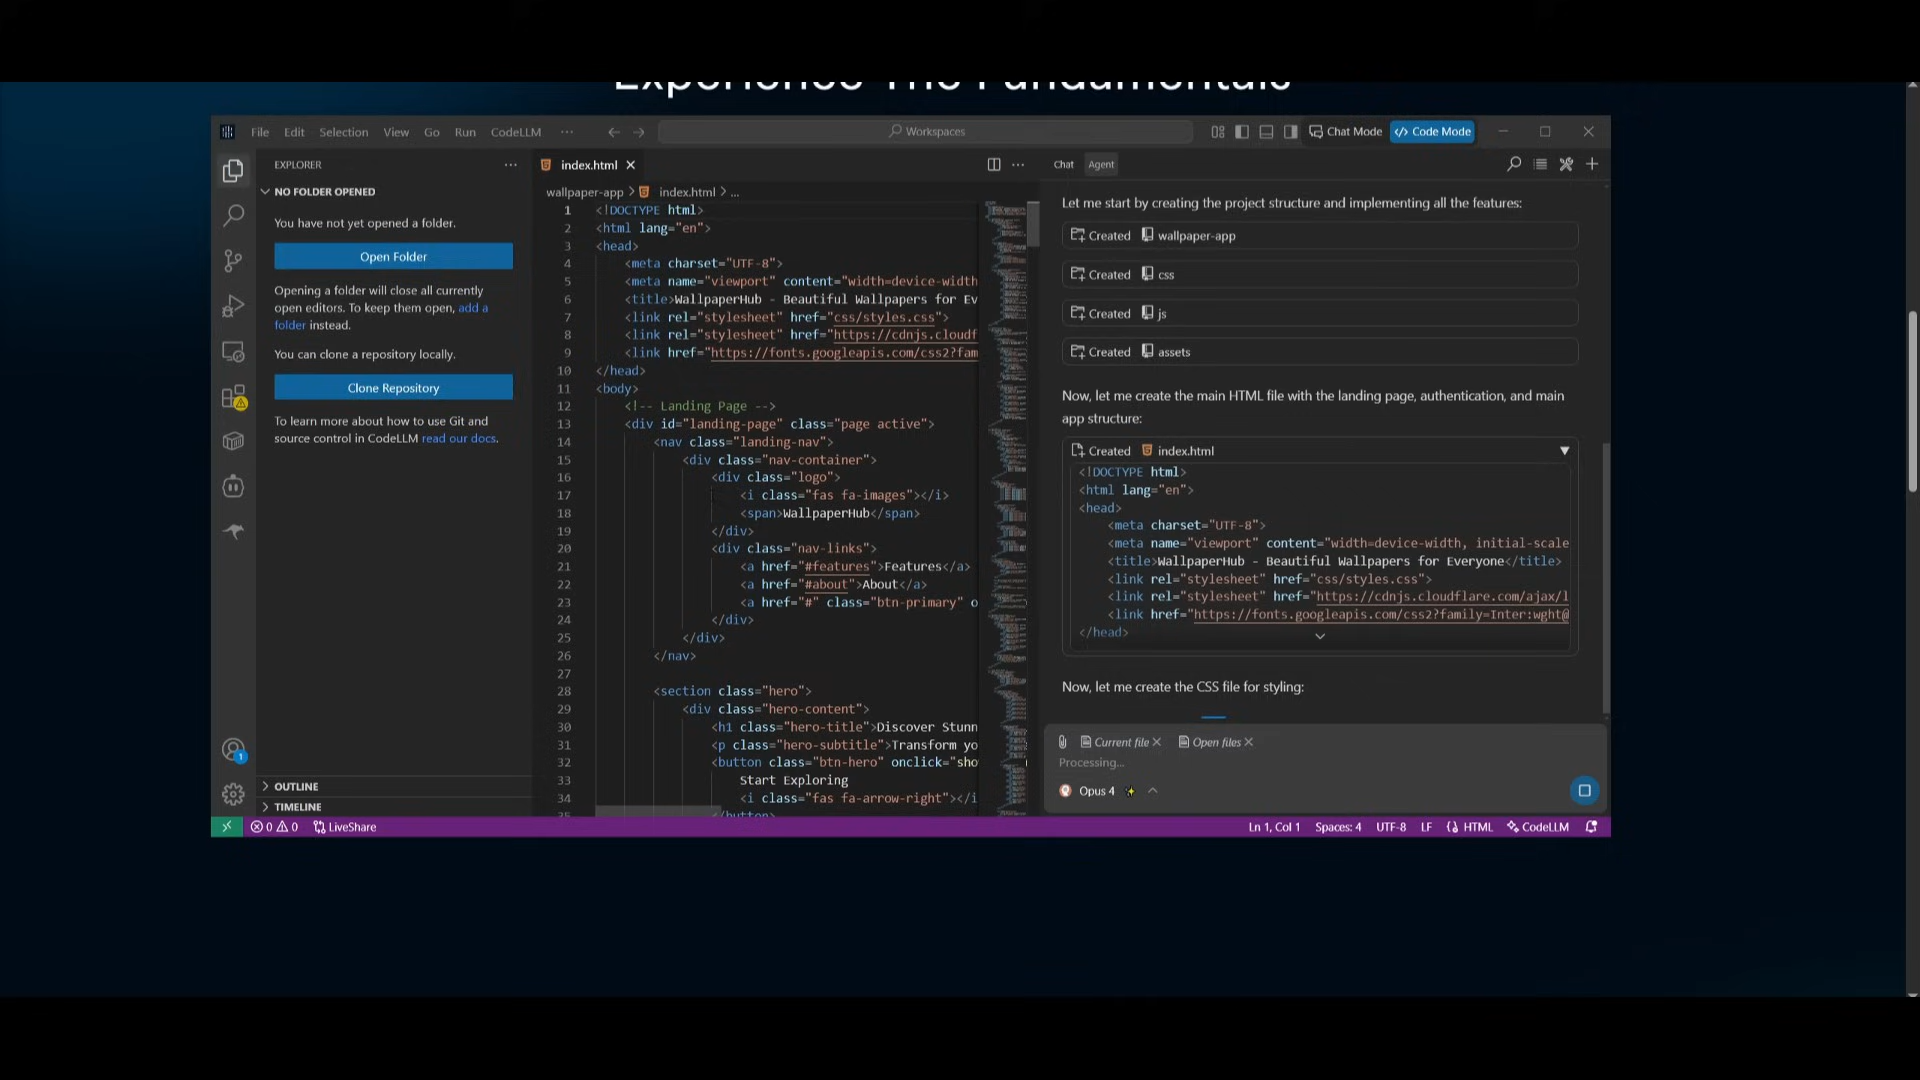 Experience The Fundamentals
File Edit Selection View Go Run CodeLLM ···
Workspaces
Chat Mode
</> Code Mode
EXPLORER
NO FOLDER OPENED
You have not yet opened a folder.
Open Folder
Opening a folder will close all currently
open editors. To keep them open, add a
folder instead.
You can clone a repository locally.
Clone Repository
To learn more about how to use Git and
source control in CodeLLM read our docs.
OUTLINE
TIMELINE
index.html
wallpaper-app > index.html > ...
1 <!DOCTYPE html>
2 <html lang="en">
3 <head>
4 <meta charset="UTF-8">
5 <meta name="viewport" content="width=device-width
6 <title>WallpaperHub - Beautiful Wallpapers for Ev
7 <link rel="stylesheet" href="css/styles.css">
8 <link rel="stylesheet" href="https://cdnjs.cloudf
9 <link href="https://fonts.googleapis.com/css2?fam
10 </head>
11 <body>
12 <!-- Landing Page -->
13 <div id="landing-page" class="page active">
14 <nav class="landing-nav">
15 <div class="nav-container">
16 <div class="logo">
17 <i class="fas fa-images"></i>
18 <span>WallpaperHub</span>
19 </div>
20 <div class="nav-links">
21 <a href="#features">Features</a>
22 <a href="#about">About</a>
23 <a href="#" class="btn-primary" o
24 </div>
25 </div>
26 </nav>
27
28 <section class="hero">
29 <div class="hero-content">
30 <h1 class="hero-title">Discover Stunn
31 <p class="hero-subtitle">Transform yo
32 <button class="btn-hero" onclick="sho
33 Start Exploring
34 <i class="fas fa-arrow-right"></i
35 </button>
Chat Agent
Let me start by creating the project structure and implementing all the features:
Created wallpaper-app
Created css
Created js
Created assets
Now, let me create the main HTML file with the landing page, authentication, and main
app structure:
Created index.html
<!DOCTYPE html>
<html lang="en">
<head>
<meta charset="UTF-8">
<meta name="viewport" content="width=device-width, initial-scale
<title>WallpaperHub - Beautiful Wallpapers for Everyone</title>
<link rel="stylesheet" href="css/styles.css">
<link rel="stylesheet" href="https://cdnjs.cloudflare.com/ajax/l
<link href="https://fonts.googleapis.com/css2?family=Inter:wght@
</head>
Now, let me create the CSS file for styling:
Current file Open files
Processing...
Opus 4
1
0 0 LiveShare
Ln 1, Col 1 Spaces: 4 UTF-8 LF HTML CodeLLM